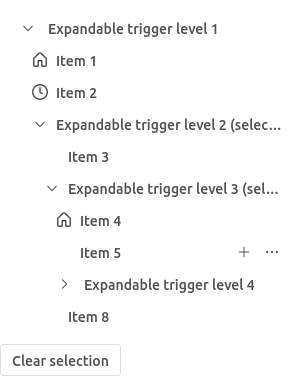 Expandable trigger level 1
Item 1
Item 2
Expandable trigger level 2 (selec...
Item 3
Expandable trigger level 3 (sel...
Item 4
Item 5
Expandable trigger level 4
Item 8
Clear selection